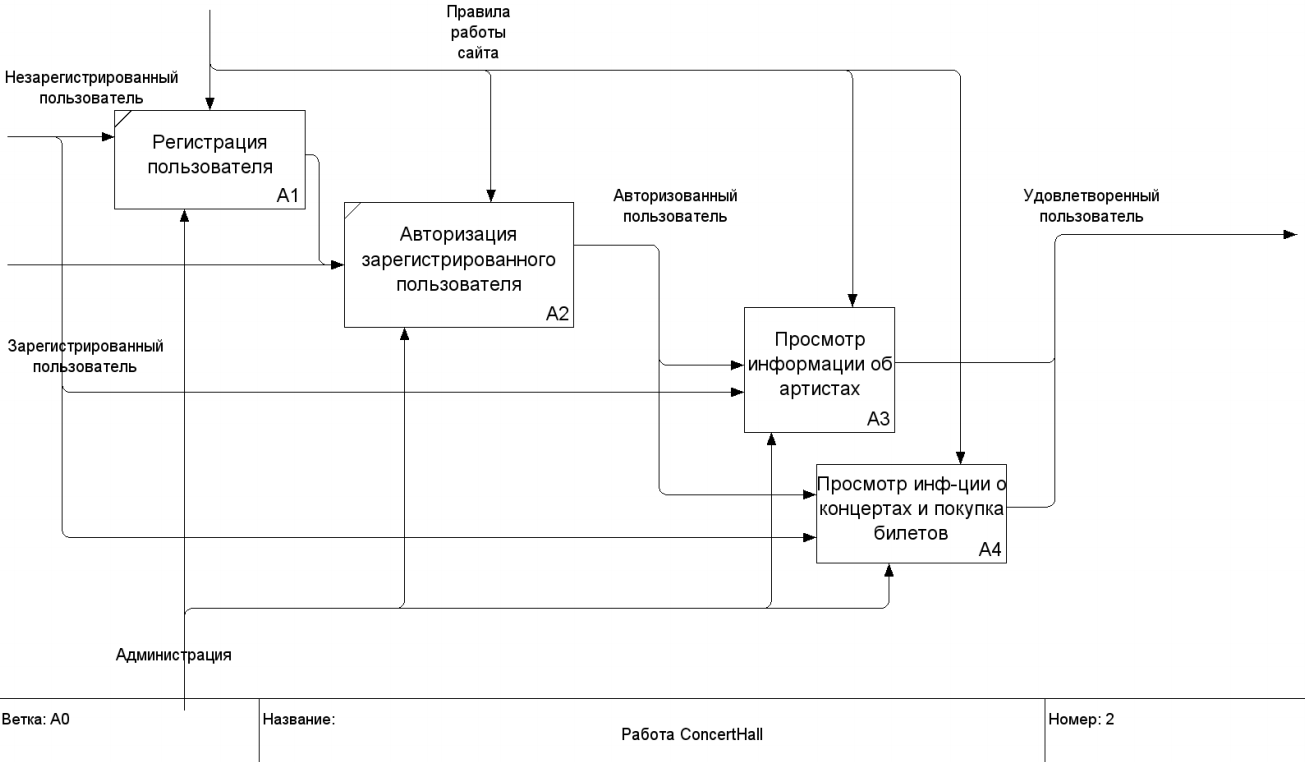 Правила
работы
сайта
Незарегистрированный
пользователь
Регистрация
пользователя
A1
Авторизация
зарегистрированного
пользователя
A2
Авторизованный
пользователь
Удовлетворенный
пользователь
Зарегистрированный
пользователь
Просмотр
информации об
артистах
A3
Просмотр инф-ции о
концертах и покупка
билетов
A4
Администрация
Ветка: A0
Название:
Работа ConcertHall
Номер: 2